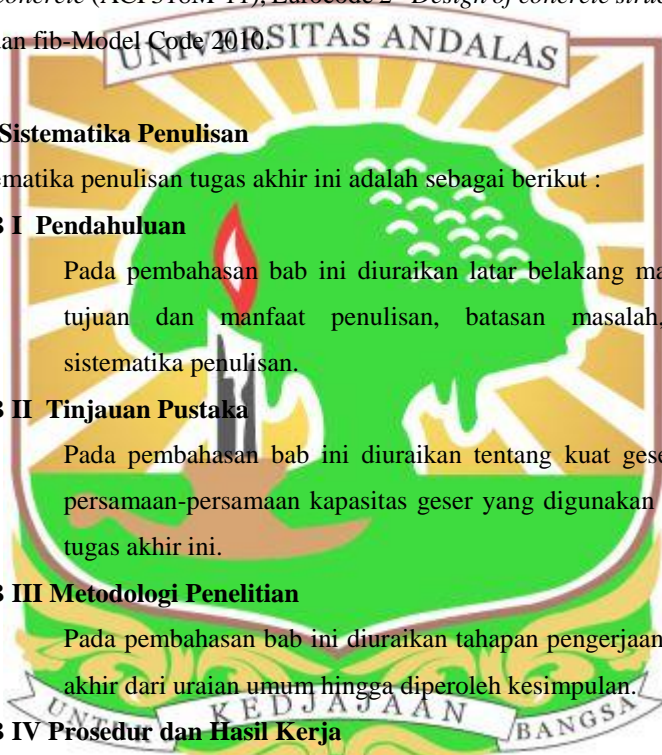 concrete (ACI 318M-11), Eurocode 2 Design of concrete struc
dan fib-Model Code 2010.
UNIVERSITAS ANDALAS
Sistematika Penulisan
ematika penulisan tugas akhir ini adalah sebagai berikut :
B I Pendahuluan
Pada pembahasan bab ini diuraikan latar belakang ma
tujuan dan manfaat penulisan, batasan masalah,
sistematika penulisan.
B II Tinjauan Pustaka
Pada pembahasan bab ini diuraikan tentang kuat gese
persamaan-persamaan kapasitas geser yang digunakan
tugas akhir ini.
B III Metodologi Penelitian
Pada pembahasan bab ini diuraikan tahapan pengerjaan
akhir dari uraian umum hingga diperoleh kesimpulan.
UNTUK KEDJAJAAN BANGSA
B IV Prosedur dan Hasil Kerja